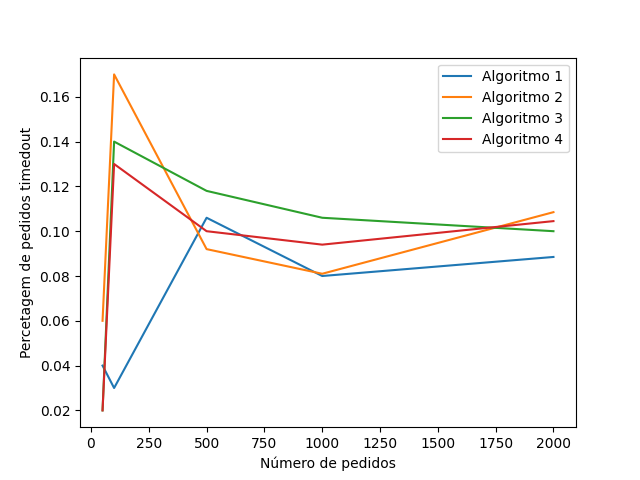 Algoritmo 1
Algoritmo 2
Algoritmo 3
Algoritmo 4
Percetagem de pedidos timedout
0.16
0.14
0.12
0.10
0.08
0.06
0.04
0.02
0 250 500 750 1000 1250 1500 1750 2000
Número de pedidos